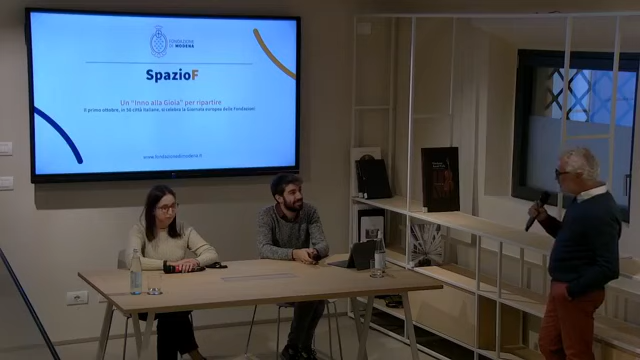 FONDAZIONE
DI MODENA
SpazioF
Un "Inno alla Gioia" per ripartire
Il primo ottobre, in 50 città italiane, si celebra la Giornata europea delle Fondazioni
www.fondazionedimodena.it